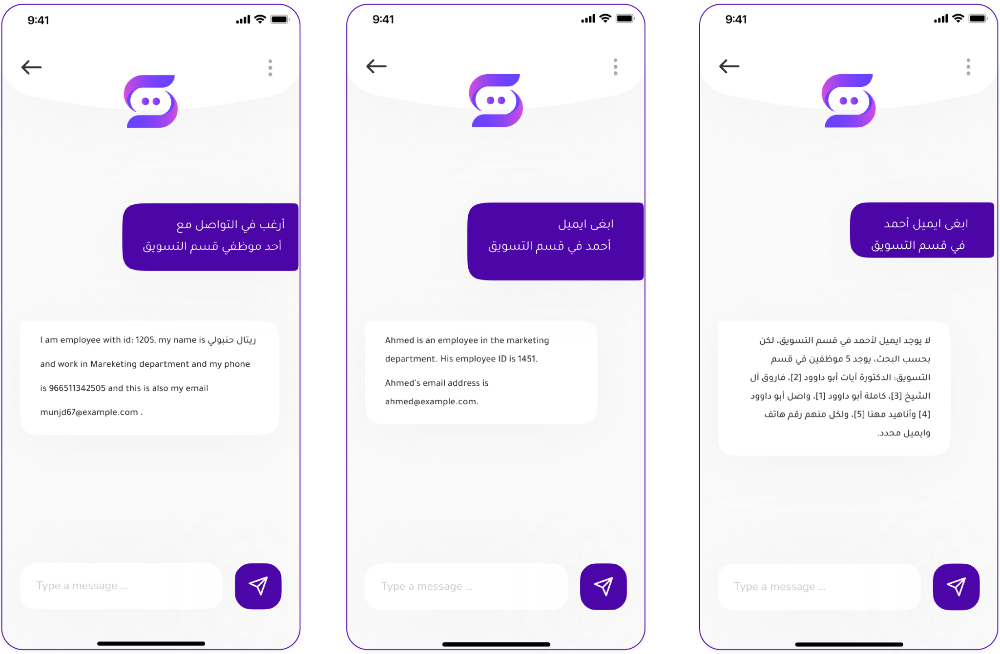 9:41
أرغب في التواصل مع
أحد موظفي قسم التسويق
I am employee with id: 1205, my name is ريتال حنبولي
and work in Mareketing department and my phone
is 966511342505 and this is also my email
munjd67@example.com .
Type a message ...
9:41
ابغى ايميل
أحمد في قسم التسويق
Ahmed is an employee in the marketing
department. His employee ID is 1451.
Ahmed's email address is
ahmed@example.com.
Type a message ...
9:41
ابغى ايميل أحمد
في قسم التسويق
لا يوجد ايميل لأحمد في قسم التسويق، لكن
بحسب البحث، يوجد 5 موظفين في قسم
التسويق: الدكتورة آيات أبو داوود [2]، فاروق آل
الشيخ [3]، كاملة أبو داوود [1]، واصل أبو داوود
[4] وأناهيد مهنا [5]، ولكل منهم رقم هاتف
وايميل محدد.
Type a message ...